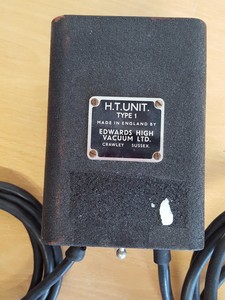 H.T.UNIT.
TYPE 1
MADE IN ENGLAND BY
EDWARDS HIGH
VACUUM LTD.
CRAWLEY SUSSEX.